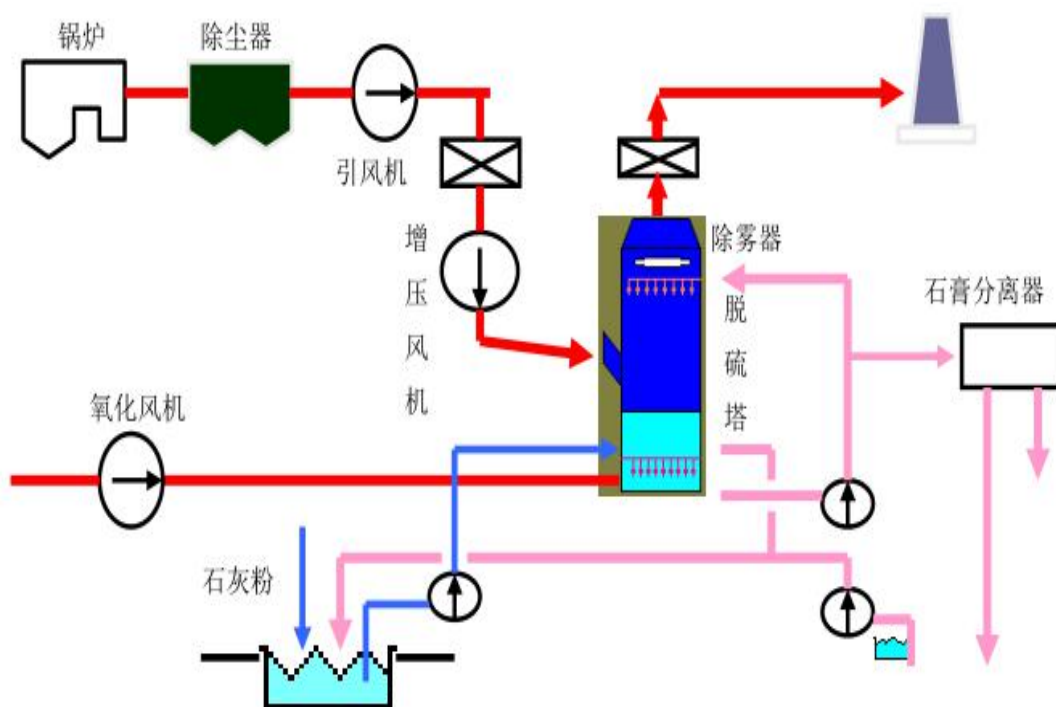 锅炉
除尘器
引风机
增压风机
除雾器
脱硫塔
石膏分离器
氧化风机
石灰粉